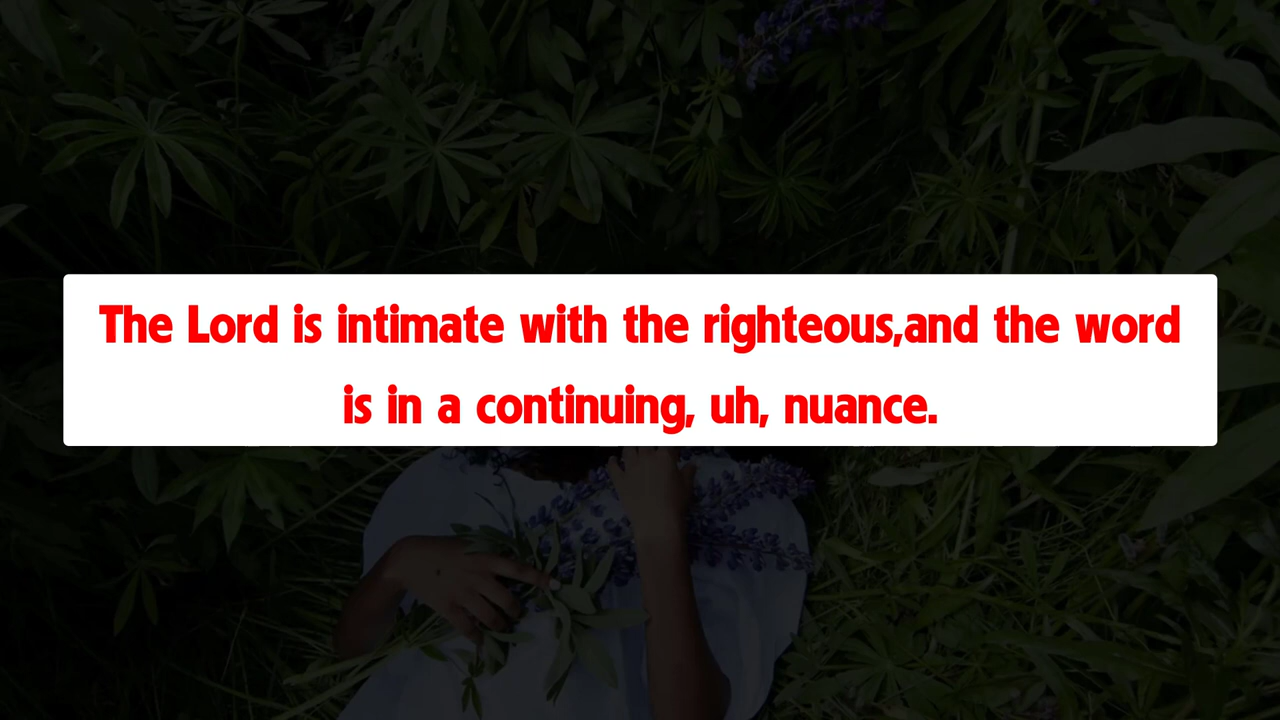 The Lord is intimate with the righteous,and the word
is in a continuing, uh, nuance.